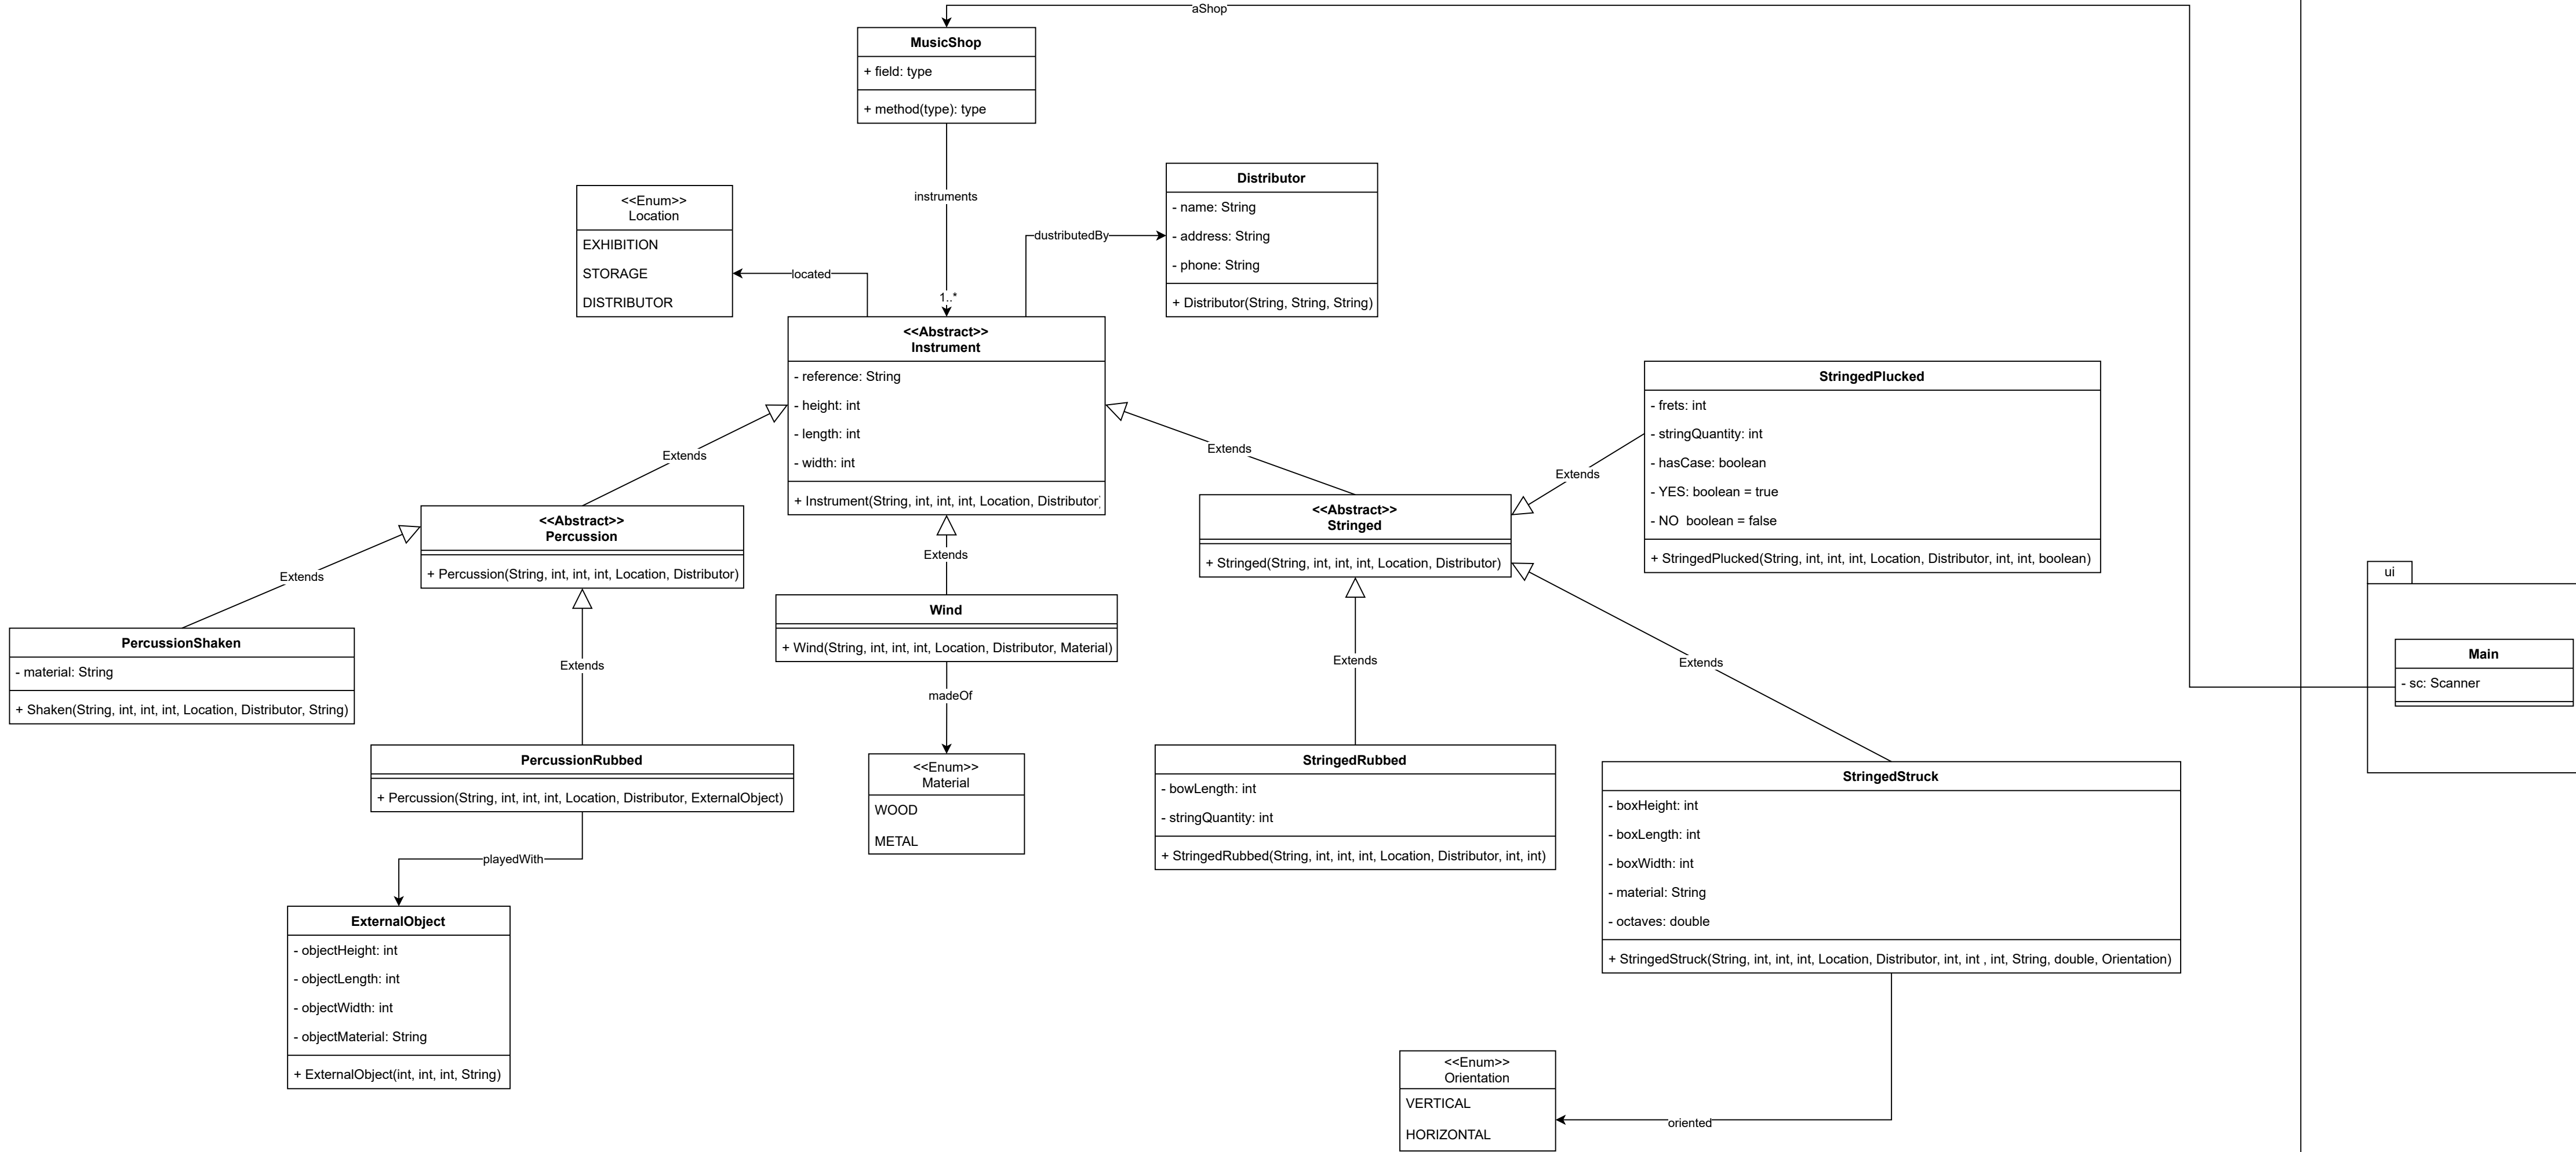 aShop
MusicShop
+ field: type
+ method(type): type
instruments
1..*
<<Enum>>
Location
EXHIBITION
STORAGE
DISTRIBUTOR
located
dustributedBy
Distributor
- name: String
- address: String
- phone: String
+ Distributor(String, String, String)
<<Abstract>>
Instrument
- reference: String
- height: int
- length: int
- width: int
+ Instrument(String, int, int, int, Location, Distributor
Extends
Extends
Extends
StringedPlucked
- frets: int
- stringQuantity: int
- hasCase: boolean
- YES: boolean = true
- NO  boolean = false
+ StringedPlucked(String, int, int, int, Location, Distributor, int, int, boolean)
Extends
<<Abstract>>
Percussion
+ Percussion(String, int, int, int, Location, Distributor)
<<Abstract>>
Stringed
+ Stringed(String, int, int, int, Location, Distributor)
Extends
Extends
Extends
Extends
PercussionShaken
- material: String
+ Shaken(String, int, int, int, Location, Distributor, String)
Wind
+ Wind(String, int, int, int, Location, Distributor, Material)
madeOf
ui
Main
- sc: Scanner
PercussionRubbed
+ Percussion(String, int, int, int, Location, Distributor, ExternalObject)
playedWith
<<Enum>>
Material
WOOD
METAL
StringedRubbed
- bowLength: int
- stringQuantity: int
+ StringedRubbed(String, int, int, int, Location, Distributor, int, int)
StringedStruck
- boxHeight: int
- boxLength: int
- boxWidth: int
- material: String
- octaves: double
+ StringedStruck(String, int, int, int, Location, Distributor, int, int , int, String, double, Orientation)
ExternalObject
- objectHeight: int
- objectLength: int
- objectWidth: int
- objectMaterial: String
+ ExternalObject(int, int, int, String)
<<Enum>>
Orientation
VERTICAL
HORIZONTAL
oriented